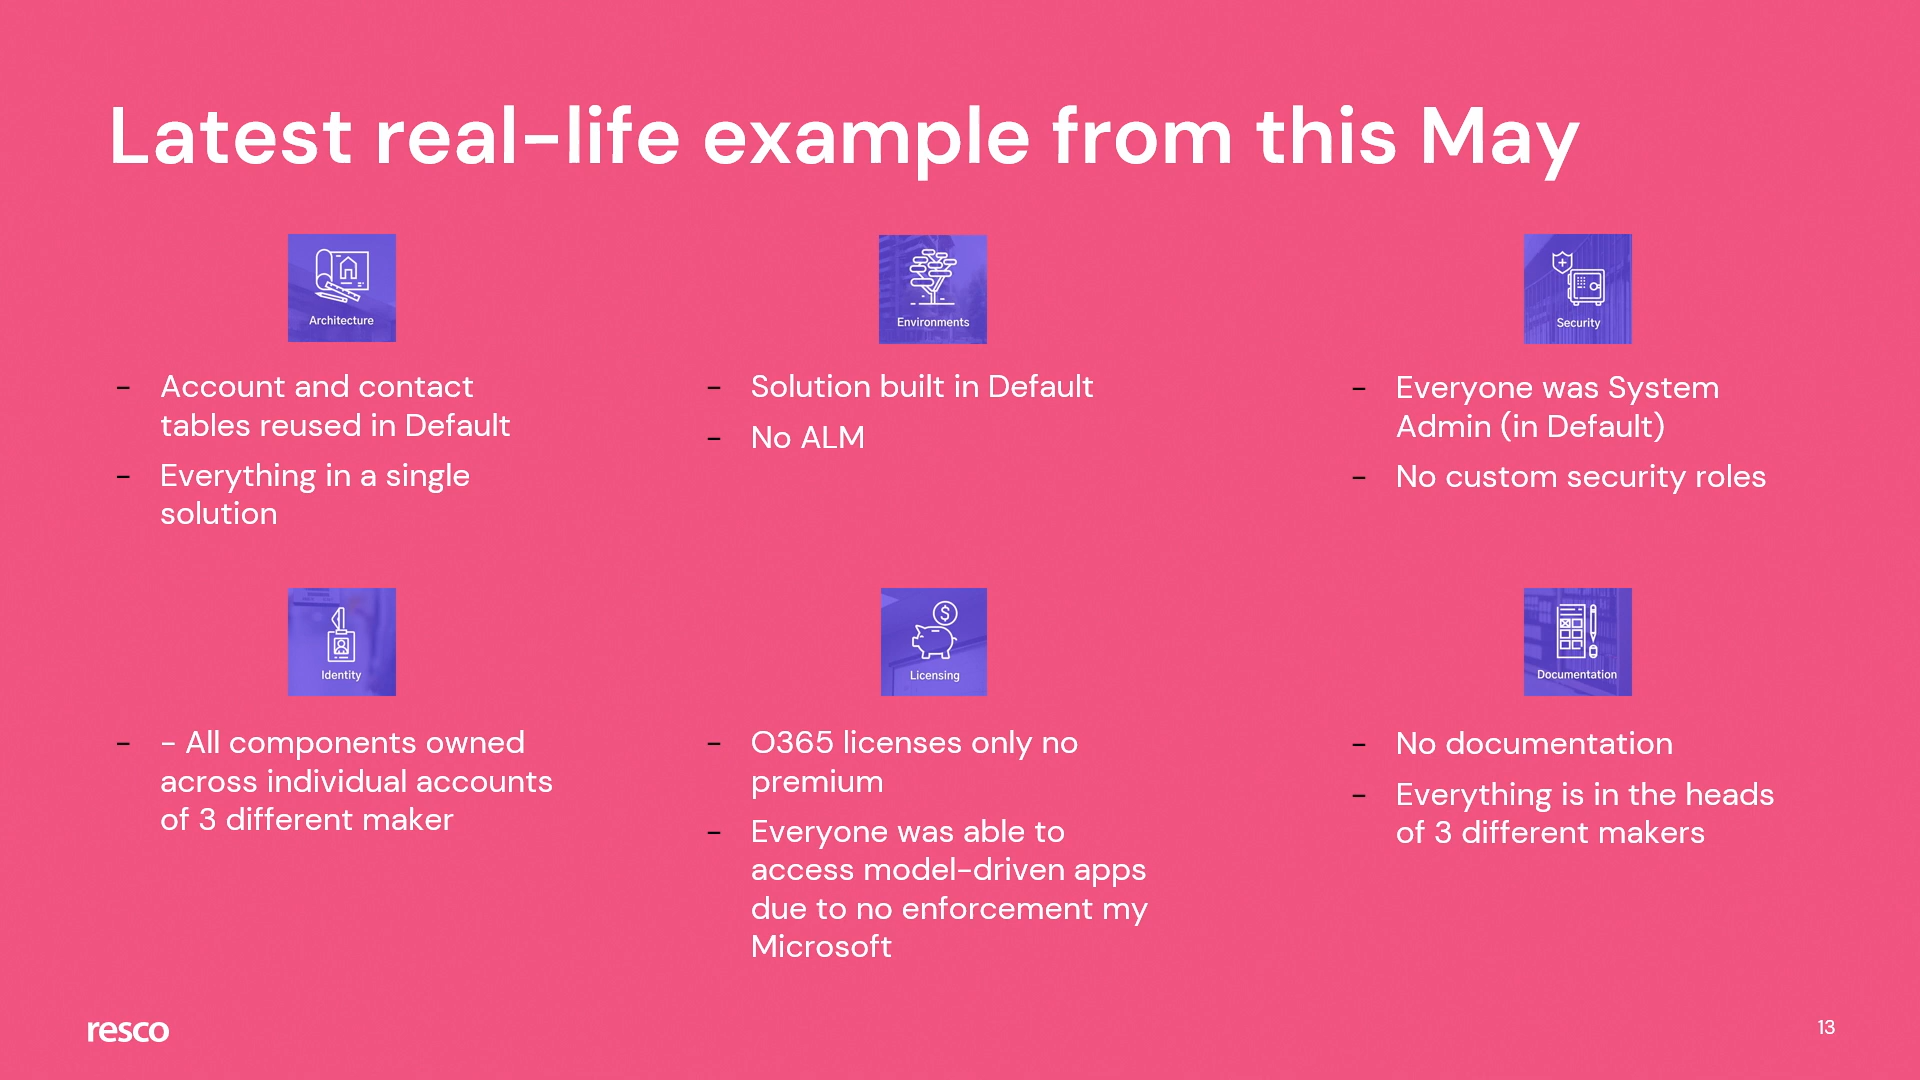 Latest real-life example from this May
Architecture
- Account and contact
tables reused in Default
- Everything in a single
solution
Environments
- Solution built in Default
- No ALM
Security
- Everyone was System
Admin (in Default)
- No custom security roles
Identity
- - All components owned
across individual accounts
of 3 different maker
Licensing
- O365 licenses only no
premium
- Everyone was able to
access model-driven apps
due to no enforcement my
Microsoft
Documentation
- No documentation
- Everything is in the heads
of 3 different makers
resco
13